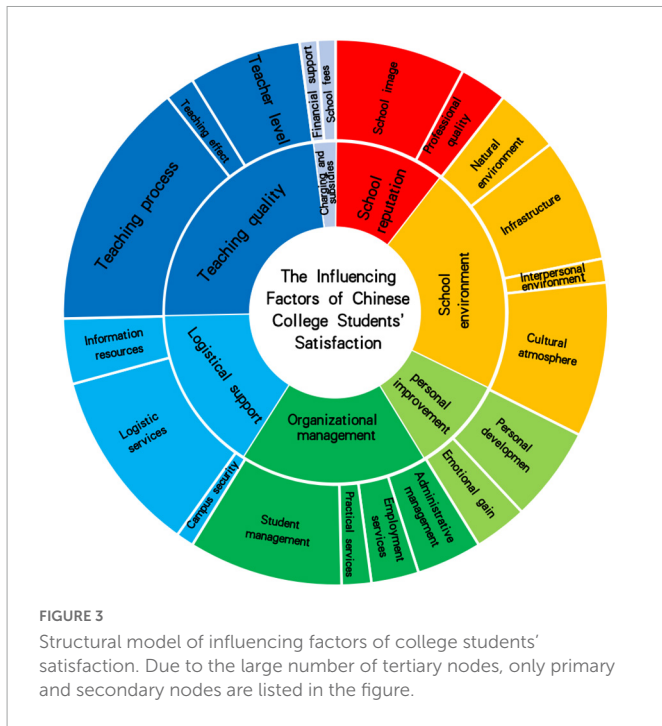 The Influencing
Factors of Chinese
College Students'
Satisfaction
School
reputation
School image
Professional
quality
School
environment
Natural
environment
Infrastructure
Interpersonal
environment
Cultural
atmosphere
personal
improvement
Personal
developmen
Emotional gain
Organizational
management
Administrative
management
Employment
services
Practical services
Student
management
Logistical support
Campus security
Logistic
services
Information
resources
Teaching quality
Teaching process
Teaching effect
Teacher level
Charging and
subsidies
Financial support
School fees
FIGURE 3
Structural model of influencing factors of college students'
satisfaction. Due to the large number of tertiary nodes, only primary
and secondary nodes are listed in the figure.